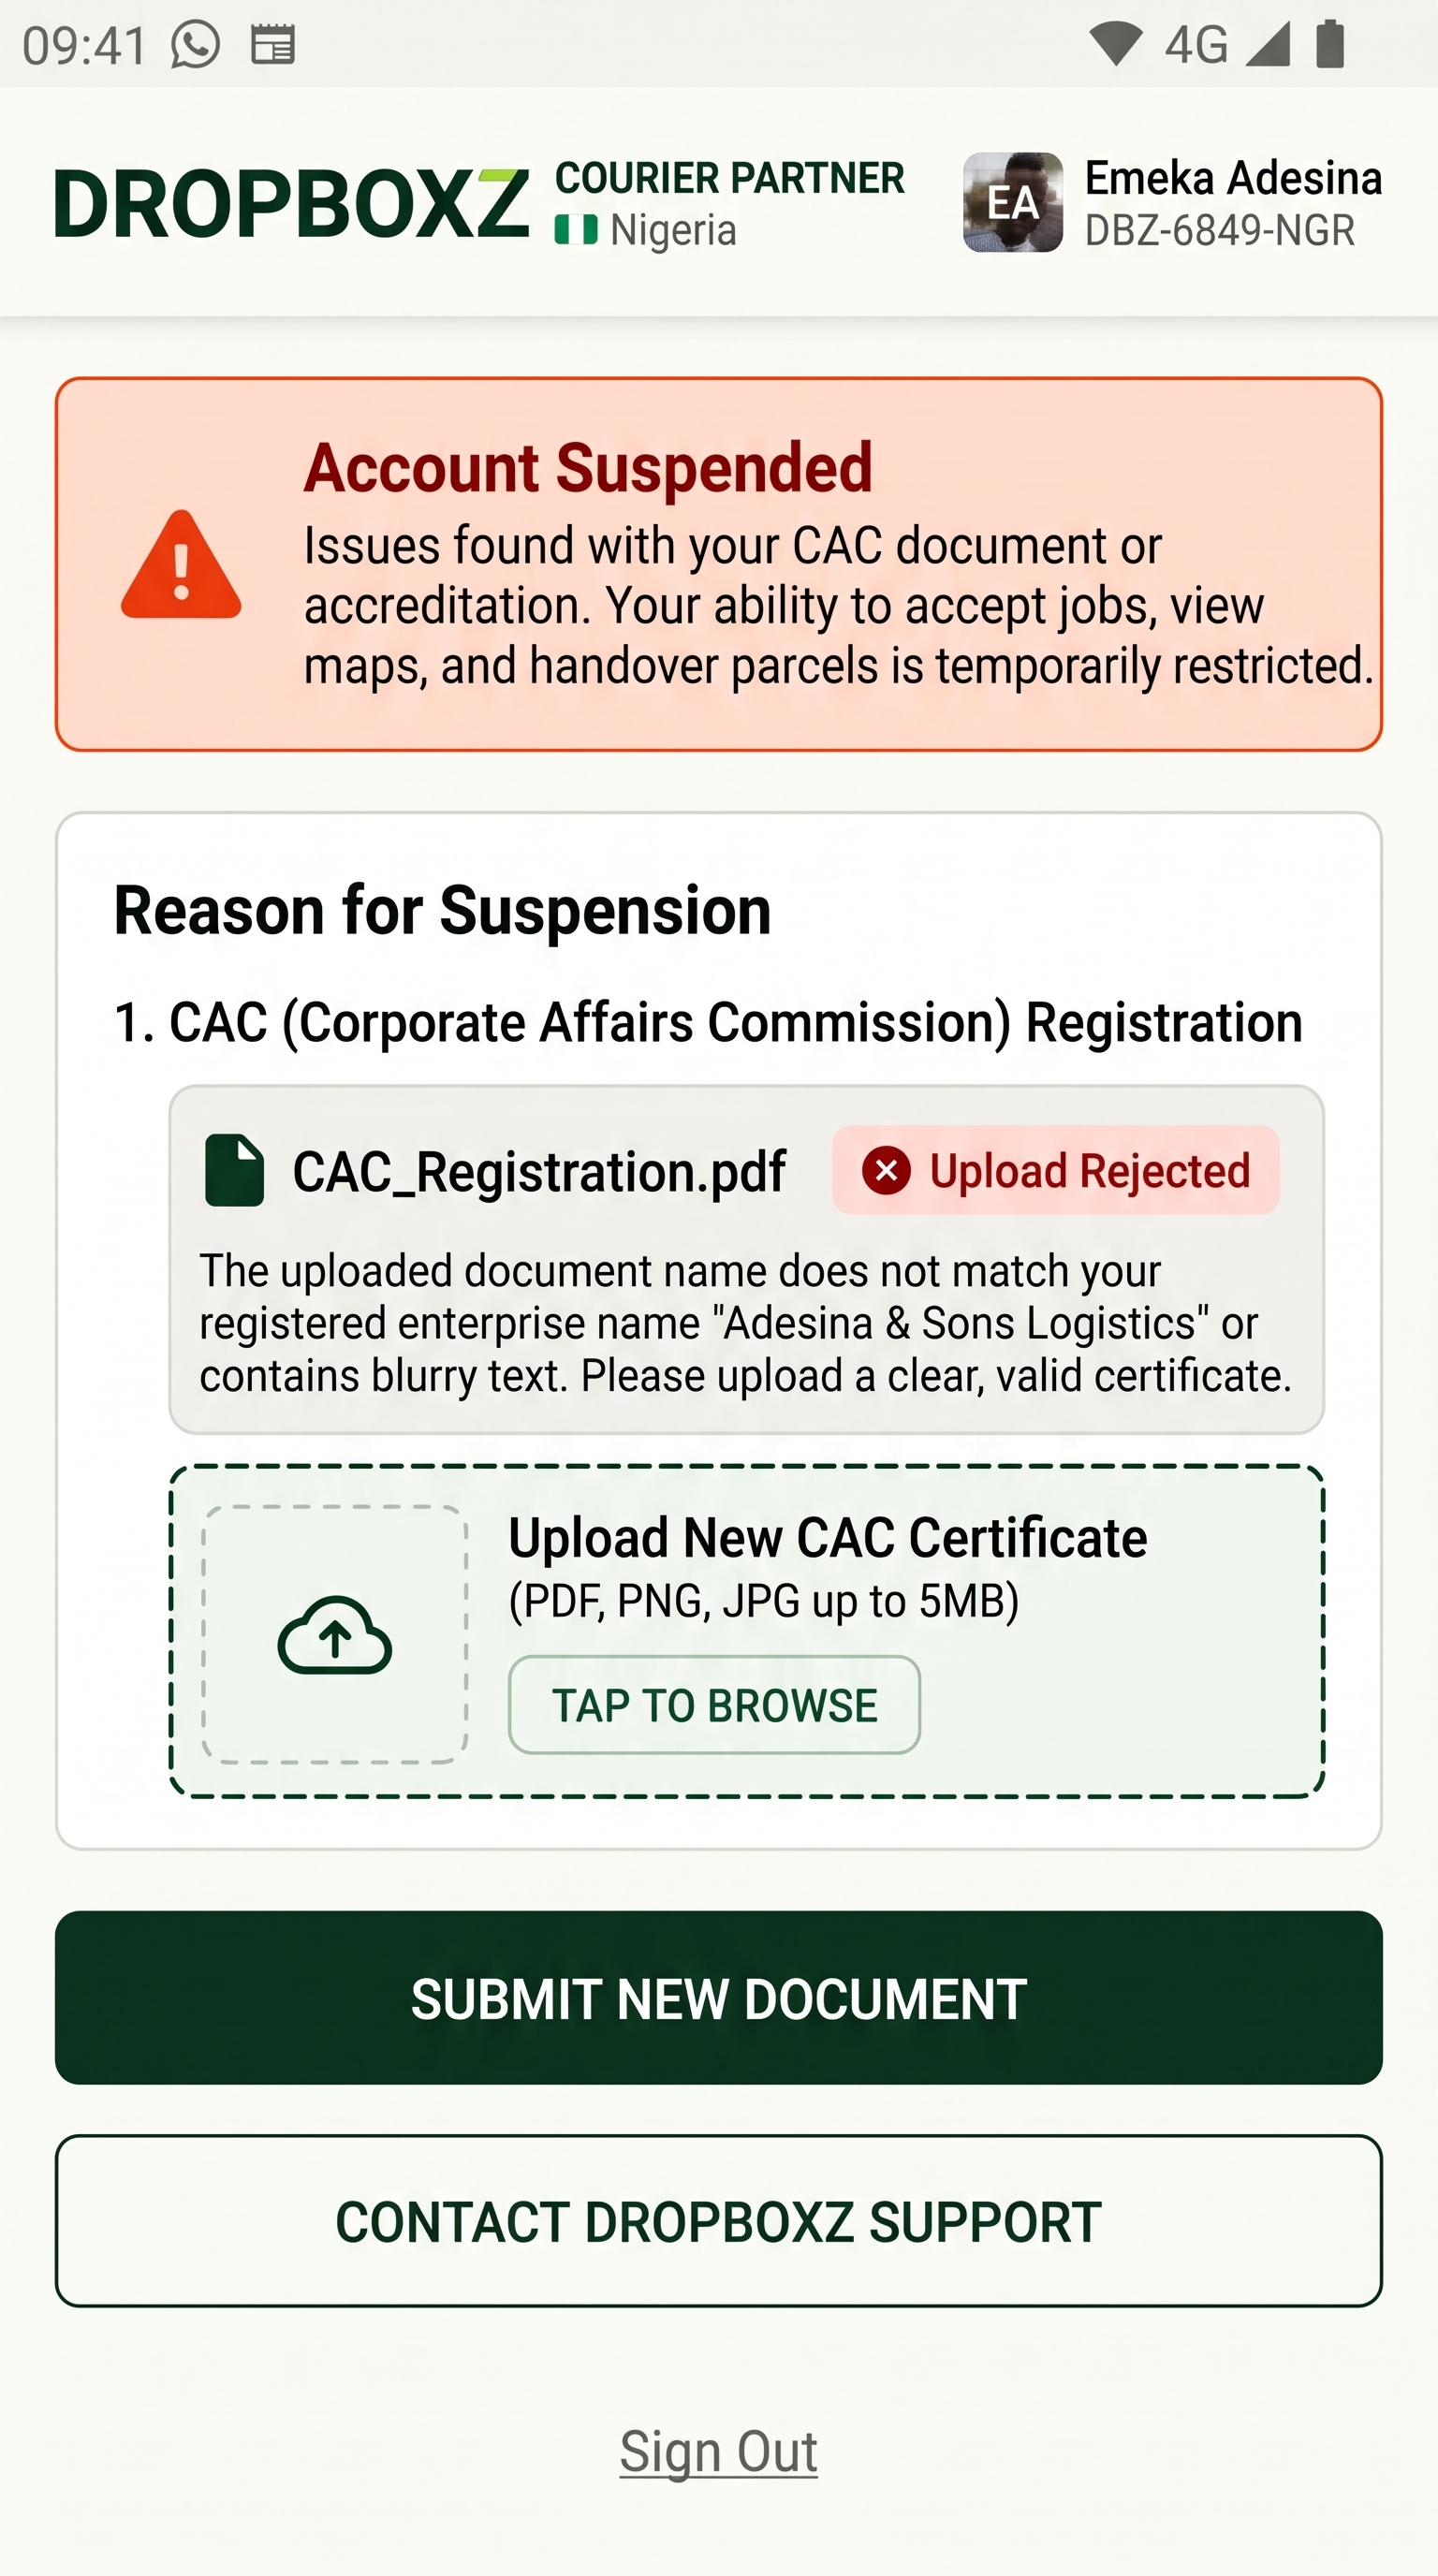 09:41
4G
DROPBOXZ
COURIER PARTNER
Nigeria
EA
Emeka Adesina
DBZ-6849-NGR
Account Suspended
Issues found with your CAC document or
accreditation. Your ability to accept jobs, view
maps, and handover parcels is temporarily restricted.
Reason for Suspension
1. CAC (Corporate Affairs Commission) Registration
CAC_Registration.pdf
Upload Rejected
The uploaded document name does not match your
registered enterprise name "Adesina & Sons Logistics" or
contains blurry text. Please upload a clear, valid certificate.
Upload New CAC Certificate
(PDF, PNG, JPG up to 5MB)
TAP TO BROWSE
SUBMIT NEW DOCUMENT
CONTACT DROPBOXZ SUPPORT
Sign Out